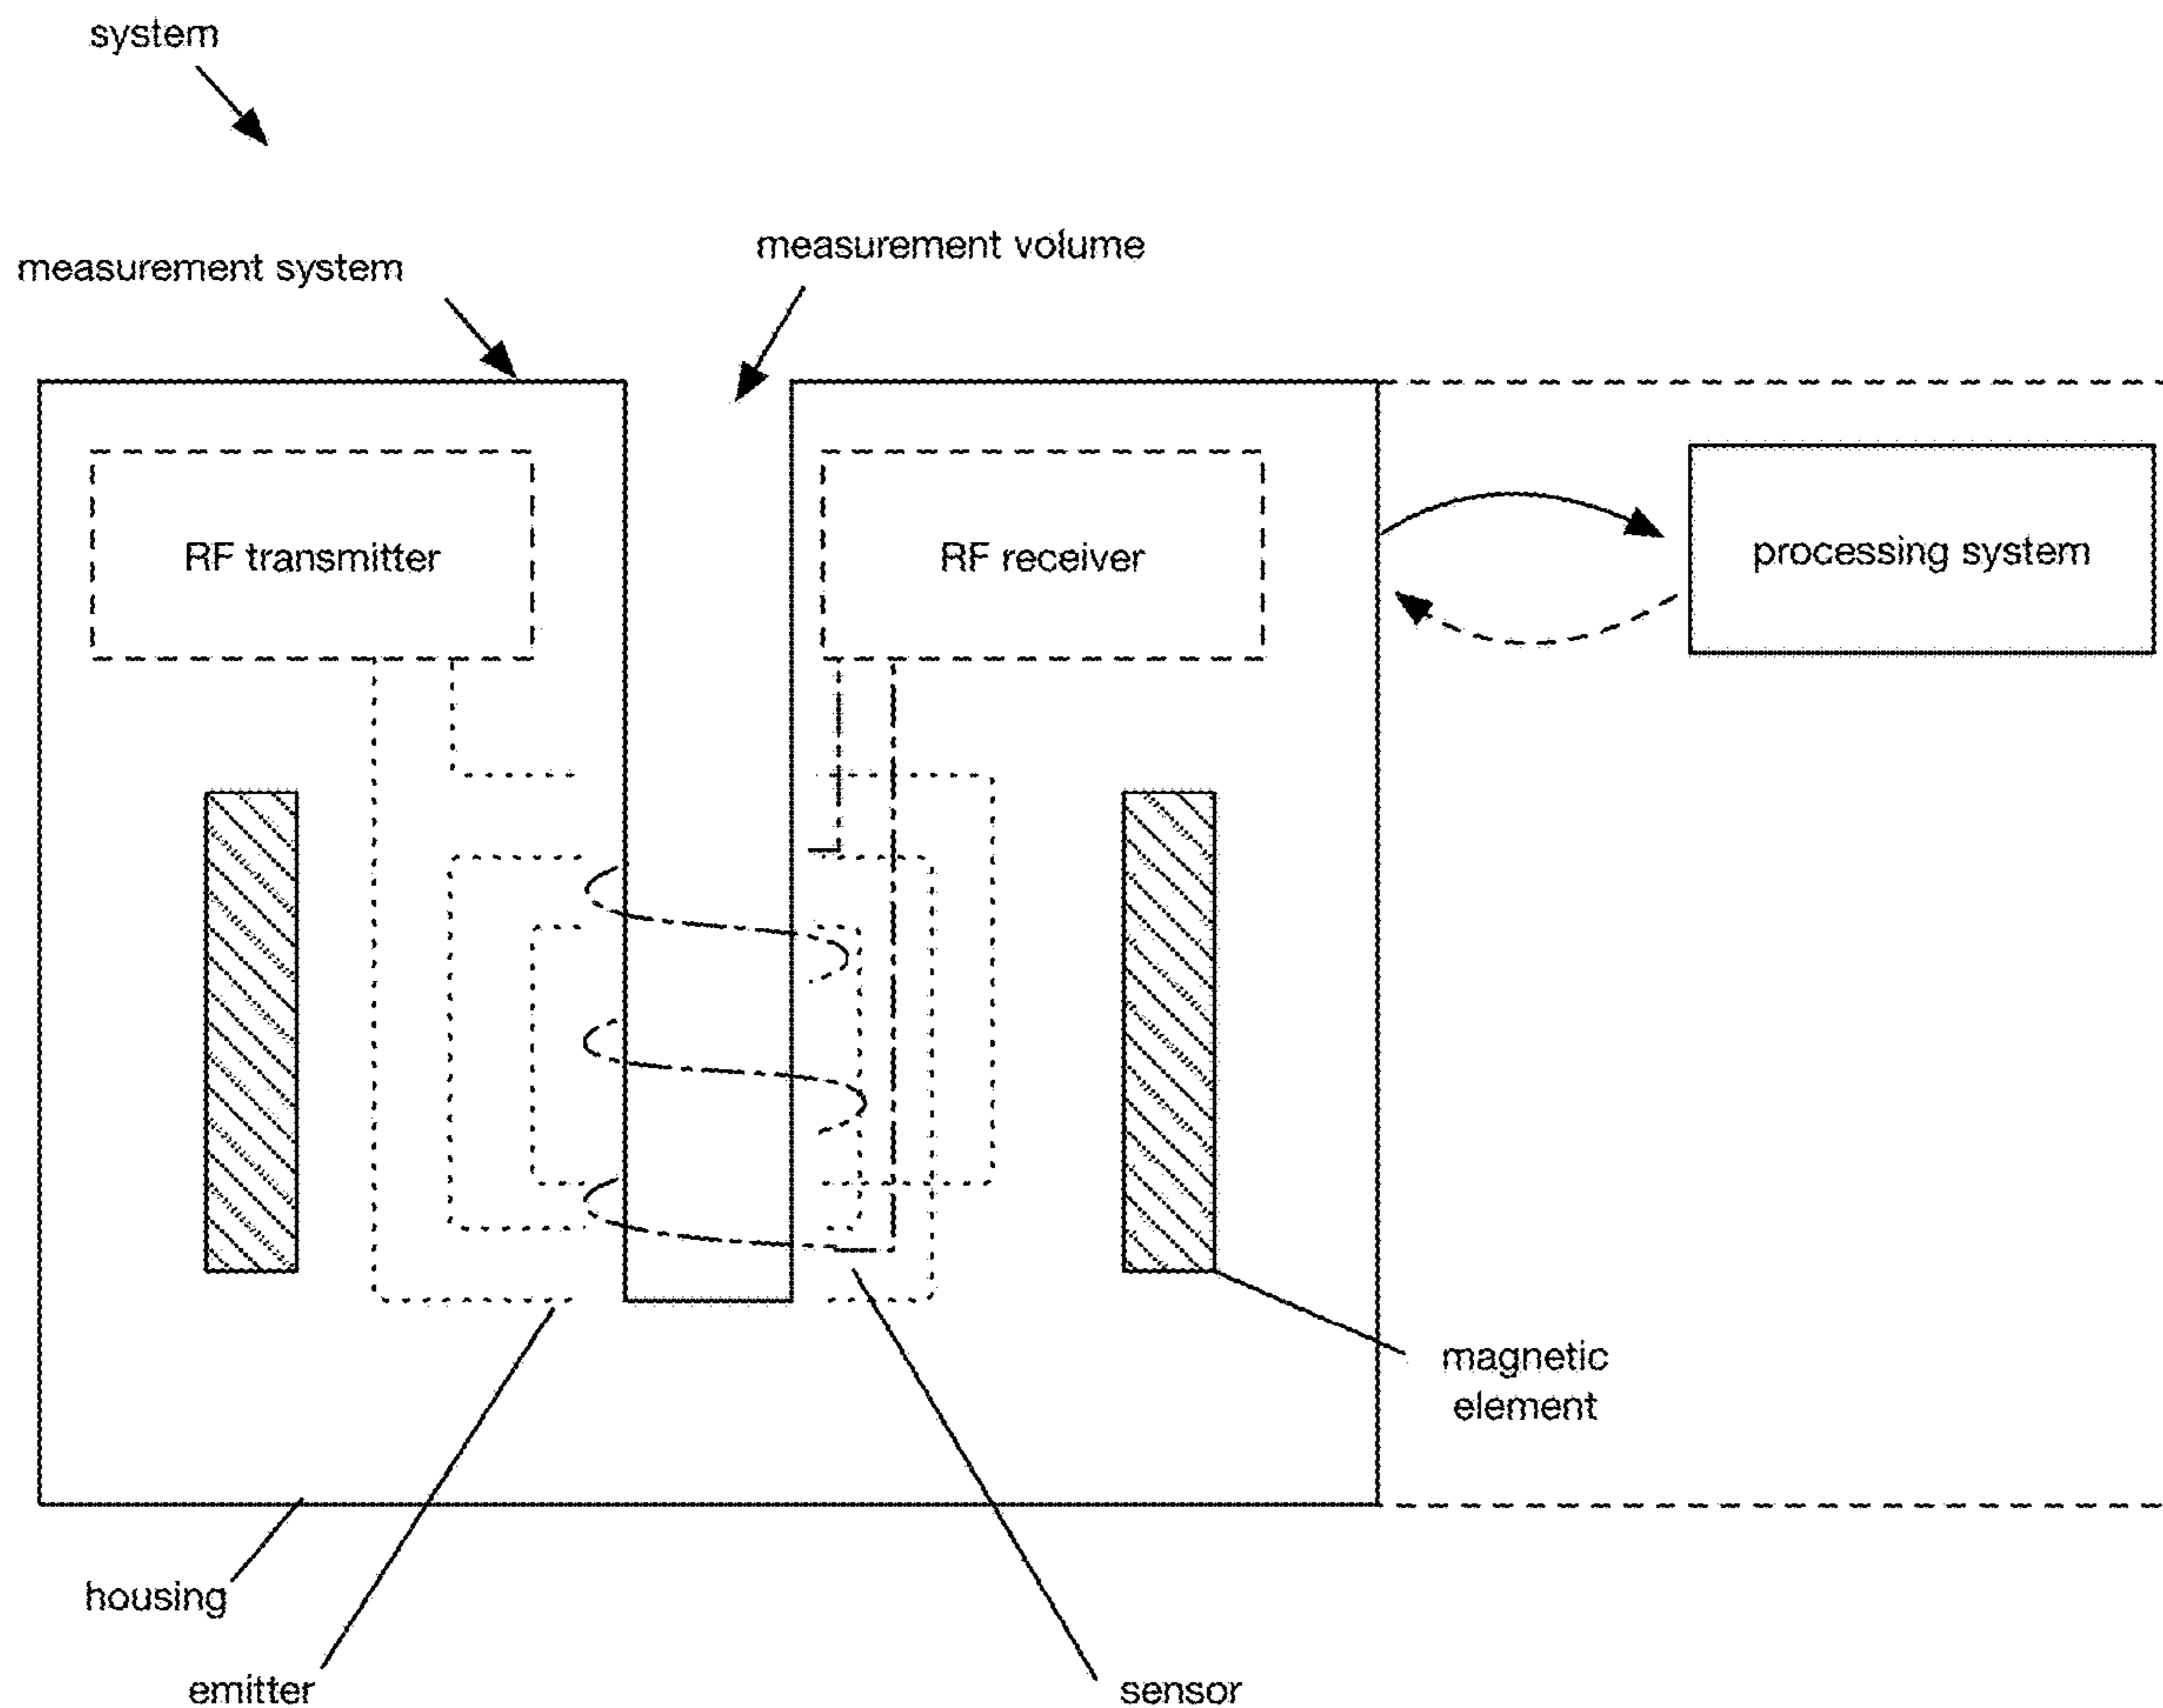 system
measurement volume
measurement system
RF transmitter
RF receiver
processing system
magnetic
element
housing
emitter
sensor